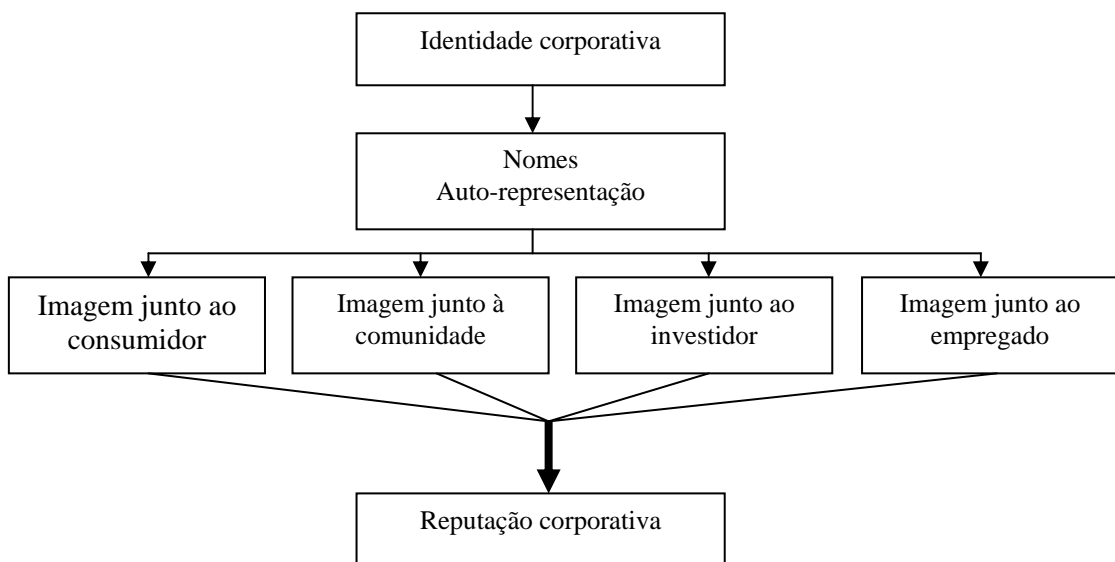 Identidade corporativa
Nomes
Auto-representação
Imagem junto ao
consumidor
Imagem junto à
comunidade
Imagem junto ao
investidor
Imagem junto ao
empregado
Reputação corporativa